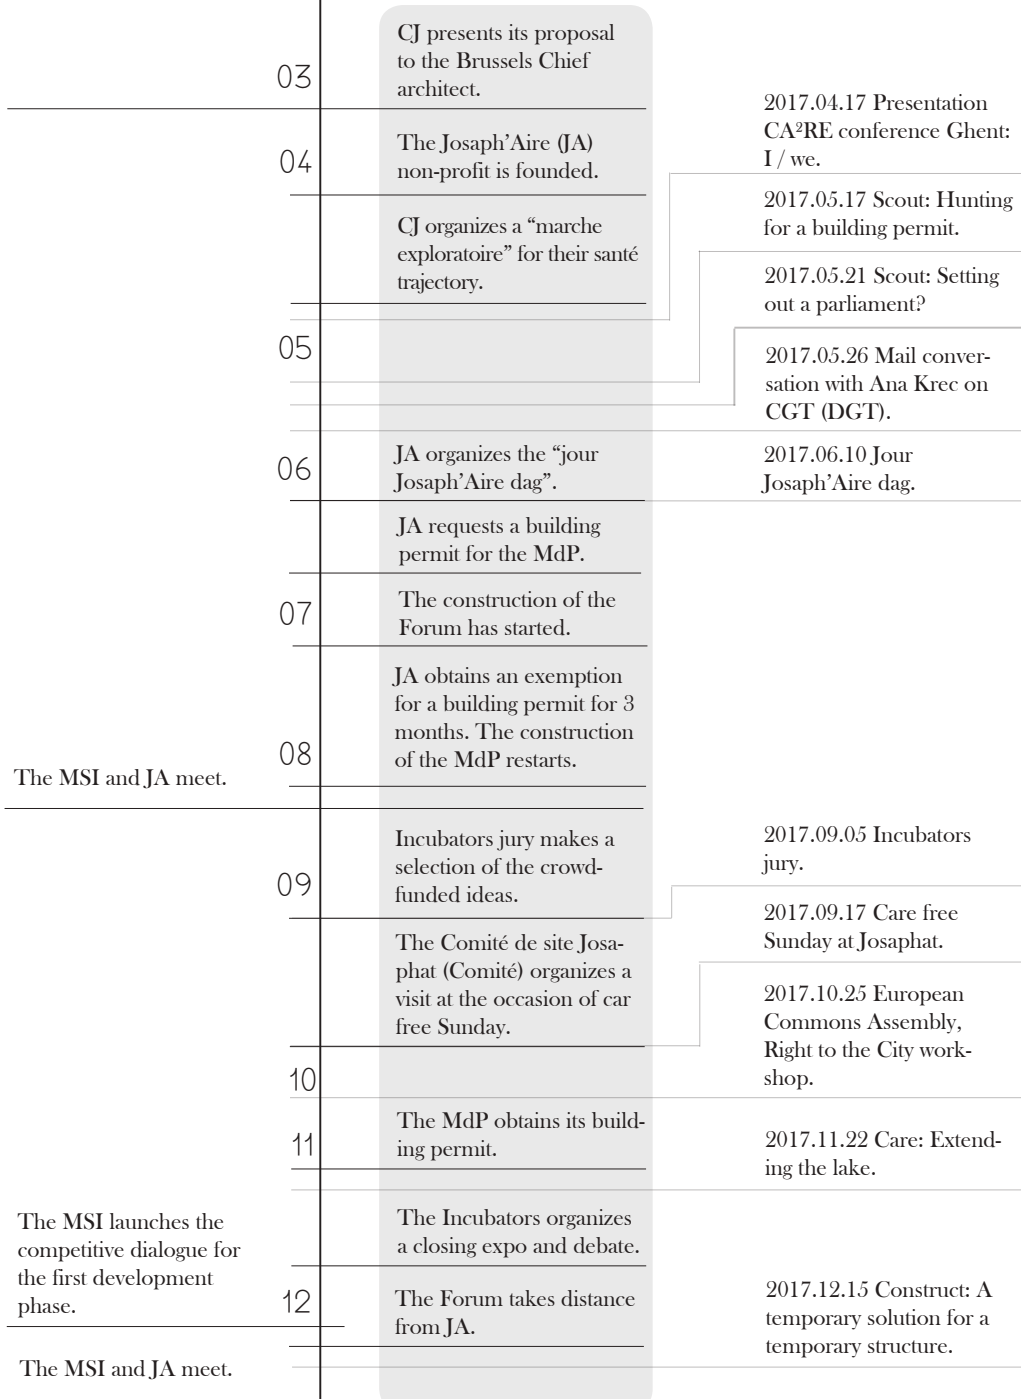 03
CJ presents its proposal
to the Brussels Chief
architect.
2017.04.17 Presentation
CA²RE conference Ghent:
I / we.
04
The Josaph'Aire (JA)
non-profit is founded.
2017.05.17 Scout: Hunting
for a building permit.
CJ organizes a “marche
exploratoire” for their santé
trajectory.
2017.05.21 Scout: Setting
out a parliament?
05
2017.05.26 Mail conver-
sation with Ana Krec on
CGT (DGT).
06
JA organizes the “jour
Josaph'Aire dag”.
2017.06.10 Jour
Josaph'Aire dag.
JA requests a building
permit for the MdP.
07
The construction of the
Forum has started.
JA obtains an exemption
for a building permit for 3
months. The construction
of the MdP restarts.
08
The MSI and JA meet.
Incubators jury makes a
selection of the crowd-
funded ideas.
2017.09.05 Incubators
jury.
09
2017.09.17 Care free
Sunday at Josaphat.
The Comité de site Josa-
phat (Comité) organizes a
visit at the occasion of car
free Sunday.
2017.10.25 European
Commons Assembly,
Right to the City work-
shop.
10
11
The MdP obtains its build-
ing permit.
2017.11.22 Care: Extend-
ing the lake.
The MSI launches the
competitive dialogue for
the first development
phase.
The Incubators organizes
a closing expo and debate.
12
The Forum takes distance
from JA.
2017.12.15 Construct: A
temporary solution for a
temporary structure.
The MSI and JA meet.